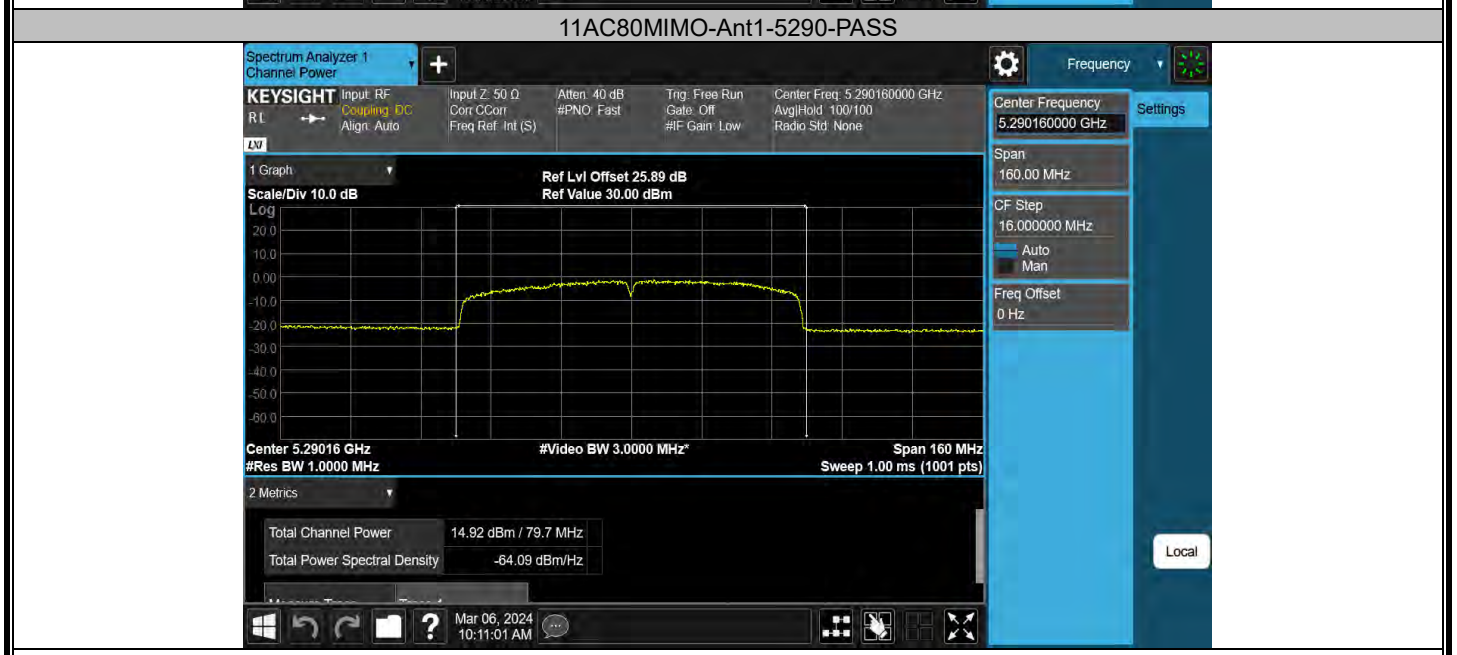 11AC80MIMO-Ant1-5290-PASS
Spectrum Analyzer 1
Channel Power
+
Frequency
KEYSIGHT
Input: RF
Coupling: DC
Align: Auto
Input Z: 50 Ω
Corr CCorr
Freq Ref: Int (S)
Atten: 40 dB
#PNO: Fast
Trig: Free Run
Gate: Off
#IF Gain: Low
Center Freq: 5.290160000 GHz
Avg|Hold: 100/100
Radio Std: None
RL
LXI
Center Frequency
5.290160000 GHz
Settings
Span
160.00 MHz
CF Step
16.000000 MHz
Auto
Man
Freq Offset
0 Hz
1 Graph
Scale/Div 10.0 dB
Ref Lvl Offset 25.89 dB
Ref Value 30.00 dBm
Log
20.0
10.0
0.00
-10.0
-20.0
-30.0
-40.0
-50.0
-60.0
Center 5.29016 GHz
#Video BW 3.0000 MHz*
Span 160 MHz
#Res BW 1.0000 MHz
Sweep 1.00 ms (1001 pts)
2 Metrics
Total Channel Power 14.92 dBm / 79.7 MHz
Total Power Spectral Density -64.09 dBm/Hz
Local
?
Mar 06, 2024
10:11:01 AM